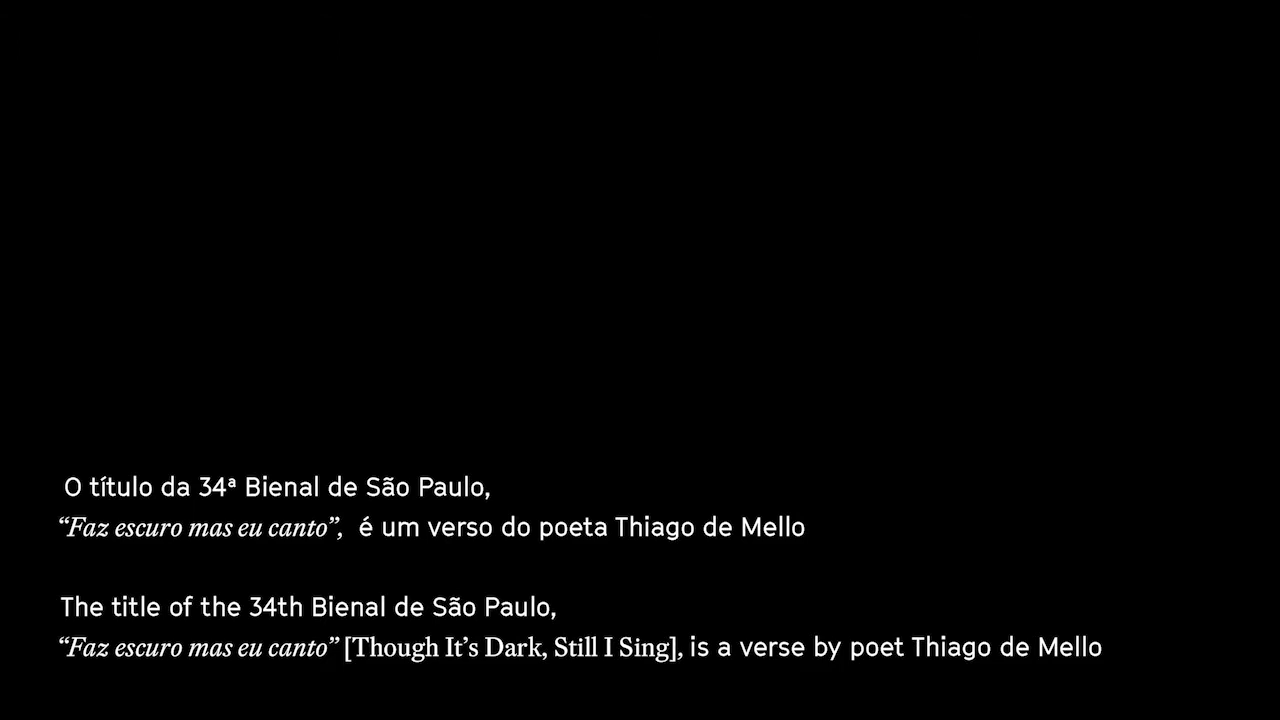 O título da 34ª Bienal de São Paulo,
“Faz escuro mas eu canto”, é um verso do poeta Thiago de Mello
The title of the 34th Bienal de São Paulo,
“Faz escuro mas eu canto” [Though It’s Dark, Still I Sing], is a verse by poet Thiago de Mello